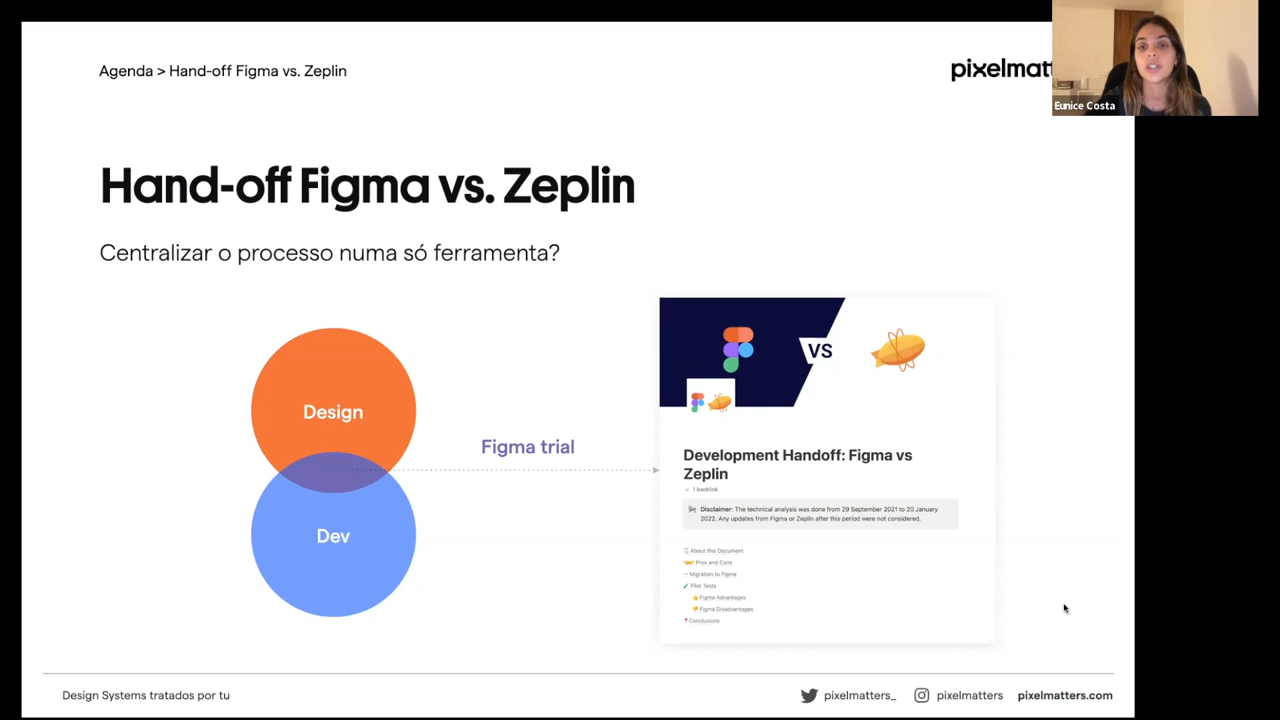 Agenda > Hand-off Figma vs. Zeplin
pixelmatt
Eunice Costa
Hand-off Figma vs. Zeplin
Centralizar o processo numa só ferramenta?
Design
Dev
Figma trial
VS
Development Handoff: Figma vs
Zeplin
1 backlink
Disclaimer: The technical analysis was done from 29 September 2021 to 20 January
2022. Any updates from Figma or Zeplin after this period were not considered.
About this Document
Pros and Cons
Migration to Figma
Pilot Tests
Figma Advantages
Figma Disadvantages
Conclusions
Design Systems tratados por tu
pixelmatters_
pixelmatters
pixelmatters.com